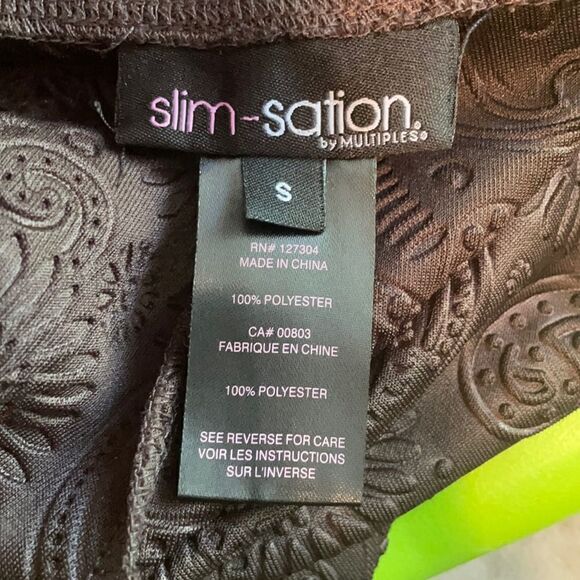 slim-sation®
by MULTIPLES®
S
RN# 127304
MADE IN CHINA
100% POLYESTER
CA# 00803
FABRIQUE EN CHINE
100% POLYESTER
SEE REVERSE FOR CARE
VOIR LES INSTRUCTIONS
SUR L'INVERSE